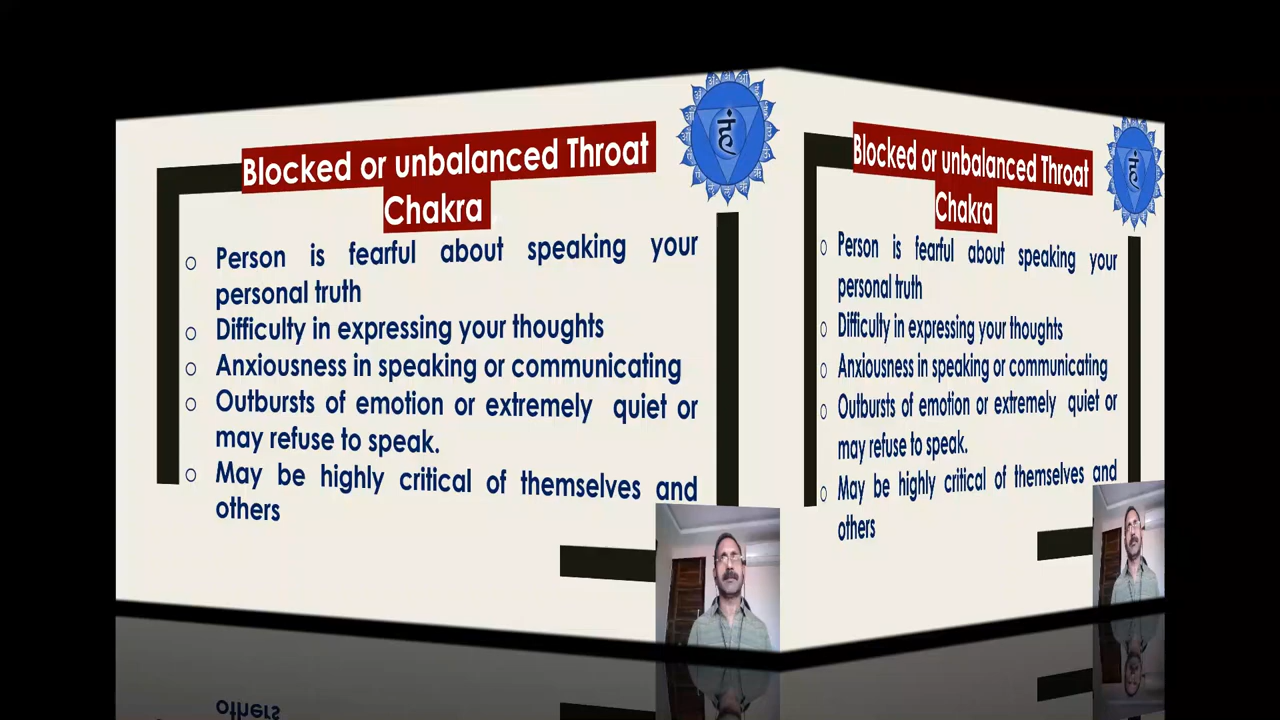 Blocked or unbalanced Throat
Chakra
हं
Person is fearful about speaking your
personal truth
Difficulty in expressing your thoughts
Anxiousness in speaking or communicating
Outbursts of emotion or extremely quiet or
may refuse to speak.
May be highly critical of themselves and
others
Blocked or unbalanced Throat
Chakra
हं
Person is fearful about speaking your
personal truth
Difficulty in expressing your thoughts
Anxiousness in speaking or communicating
Outbursts of emotion or extremely quiet or
may refuse to speak.
May be highly critical of themselves and
others
others